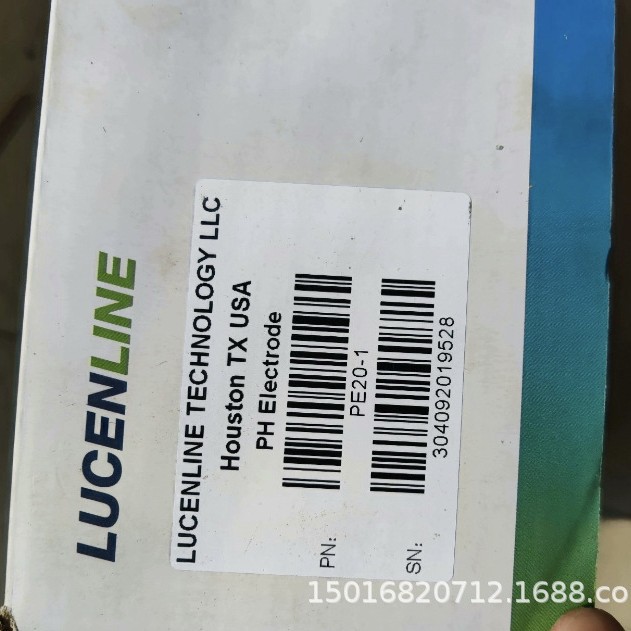 LUCENLINE
LUCENLINE TECHNOLOGY LLC
Houston TX USA
PH Electrode
PN:
PE20-1
SN:
304092019528
15016820712.1688.co